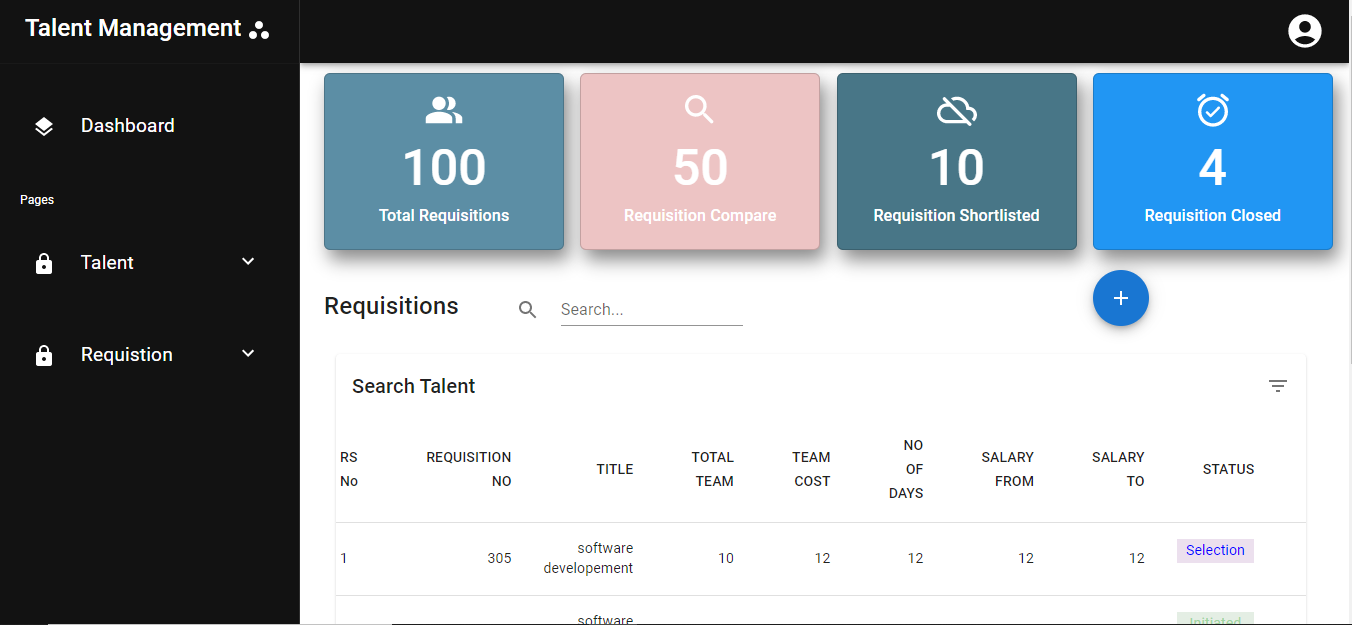 Talent Management
Dashboard
Pages
Talent
Requistion
100
Total Requisitions
50
Requisition Compare
10
Requisition Shortlisted
4
Requisition Closed
Requisitions
Search...
Search Talent
RS No
REQUISITION NO
TITLE
TOTAL TEAM
TEAM COST
NO OF DAYS
SALARY FROM
SALARY TO
STATUS
1
305
software
developement
10
12
12
12
12
Selection
software
Initiated